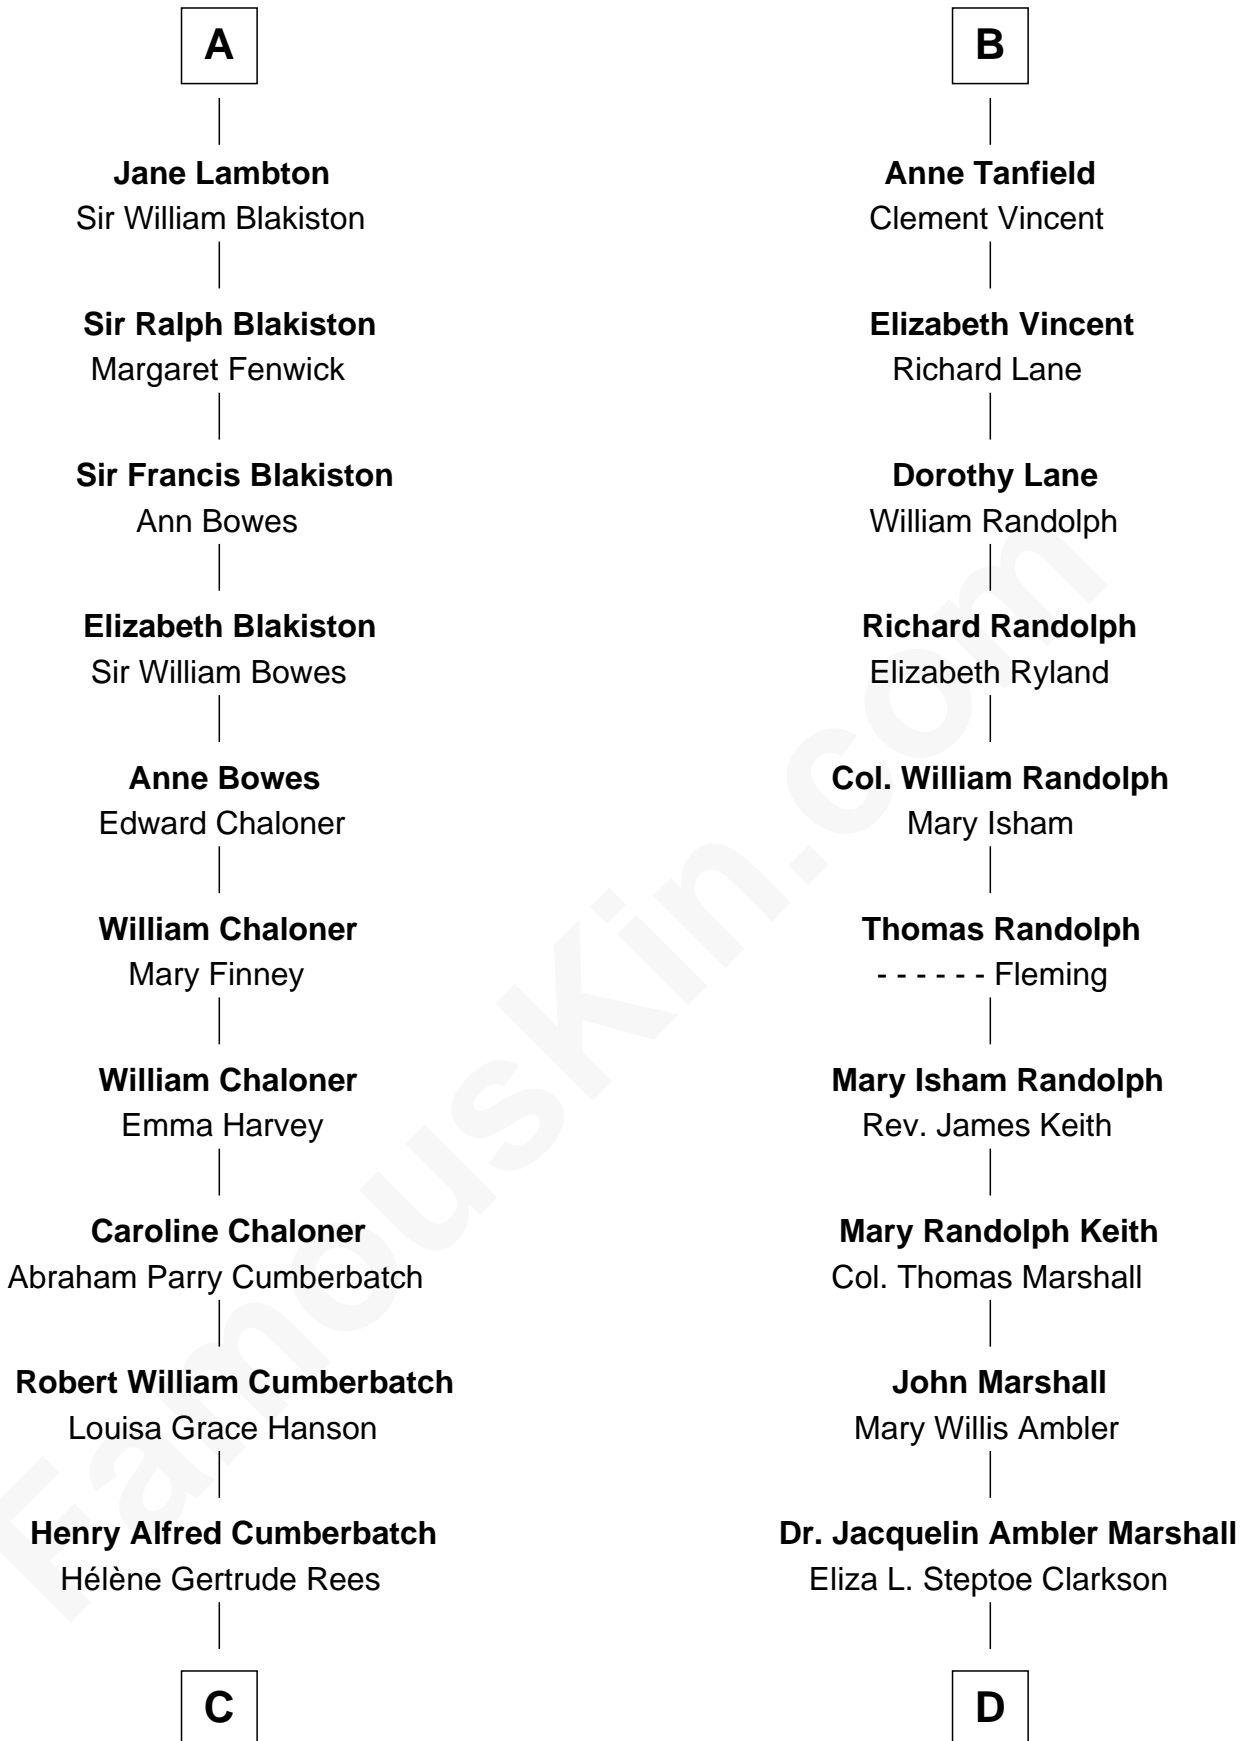 A
Jane Lambton
Sir William Blakiston
Sir Ralph Blakiston
Margaret Fenwick
Sir Francis Blakiston
Ann Bowes
Elizabeth Blakiston
Sir William Bowes
Anne Bowes
Edward Chaloner
William Chaloner
Mary Finney
William Chaloner
Emma Harvey
Caroline Chaloner
Abraham Parry Cumberbatch
Robert William Cumberbatch
Louisa Grace Hanson
Henry Alfred Cumberbatch
Hélène Gertrude Rees
C
B
Anne Tanfield
Clement Vincent
Elizabeth Vincent
Richard Lane
Dorothy Lane
William Randolph
Richard Randolph
Elizabeth Ryland
Col. William Randolph
Mary Isham
Thomas Randolph
- - - - - - Fleming
Mary Isham Randolph
Rev. James Keith
Mary Randolph Keith
Col. Thomas Marshall
John Marshall
Mary Willis Ambler
Dr. Jacquelin Ambler Marshall
Eliza L. Steptoe Clarkson
D
FamousKin.com